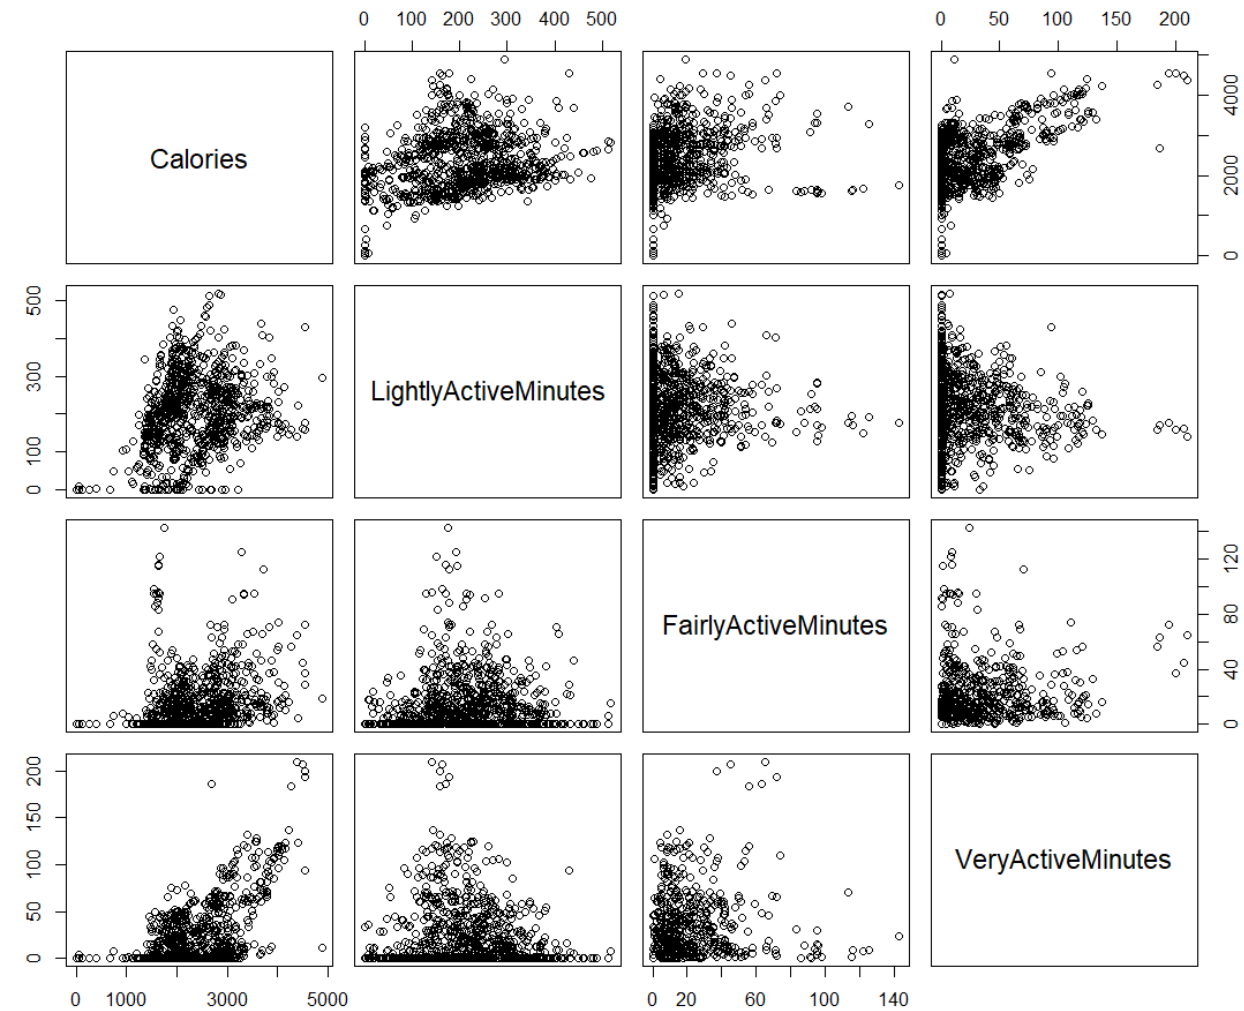 0 100 200 300 400 500
0 50 100 150 200
Calories
0 2000 4000
0 100 300 500
LightlyActiveMinutes
FairlyActiveMinutes
0 40 80 120
0 50 100 150 200
VeryActiveMinutes
0 1000 3000 5000
0 20 60 100 140